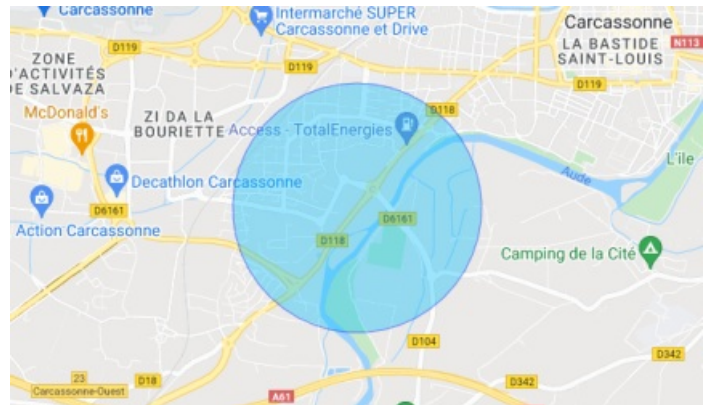 Carcassonne
Intermarché SUPER
Carcassonne et Drive
Carcassonne
LA BASTIDE
SAINT-LOUIS
N113
D119
D119
D119
ZONE
D'ACTIVITÉS
DE SALVAZA
McDonald's
ZI DA LA
BOURIETTE
Access - TotalEnergies
D118
L'île
Aude
Decathlon Carcassonne
D6161
D6161
Action Carcassonne
D118
Camping de la Cité
D104
D342
23
Carcassonne-Ouest
D18
A61
D342